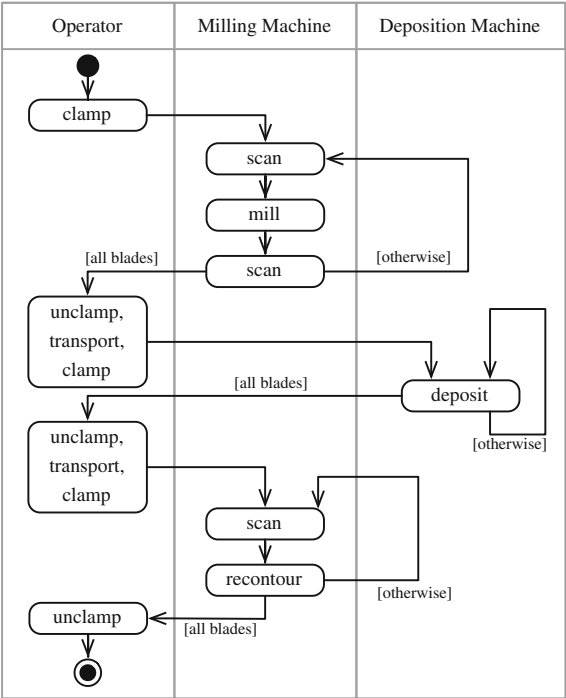 Operator
Milling Machine
Deposition Machine
clamp
scan
mill
[all blades]
scan
[otherwise]
unclamp,
transport,
clamp
deposit
[all blades]
[otherwise]
unclamp,
transport,
clamp
scan
recontour
[otherwise]
unclamp
[all blades]